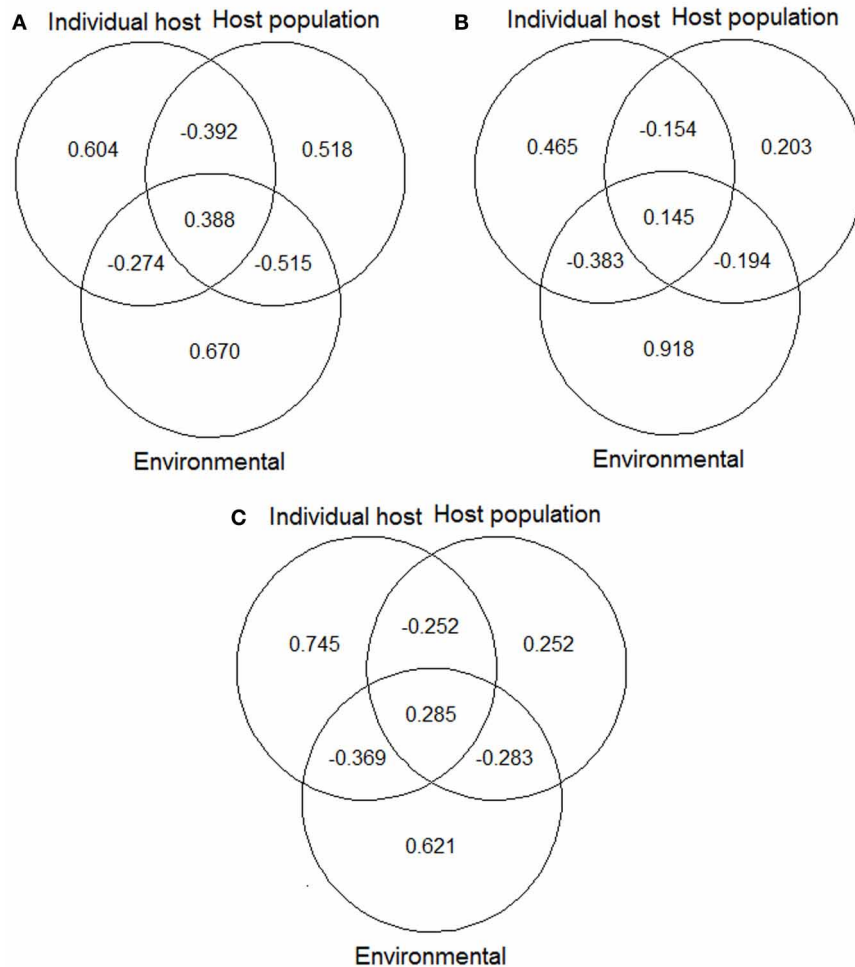 A Individual host Host population
0.604 -0.392 0.518
0.388
-0.274 -0.515
0.670
Environmental
B Individual host Host population
0.465 -0.154 0.203
0.145
-0.383 -0.194
0.918
Environmental
C Individual host Host population
0.745 -0.252 0.252
0.285
-0.369 -0.283
0.621
Environmental